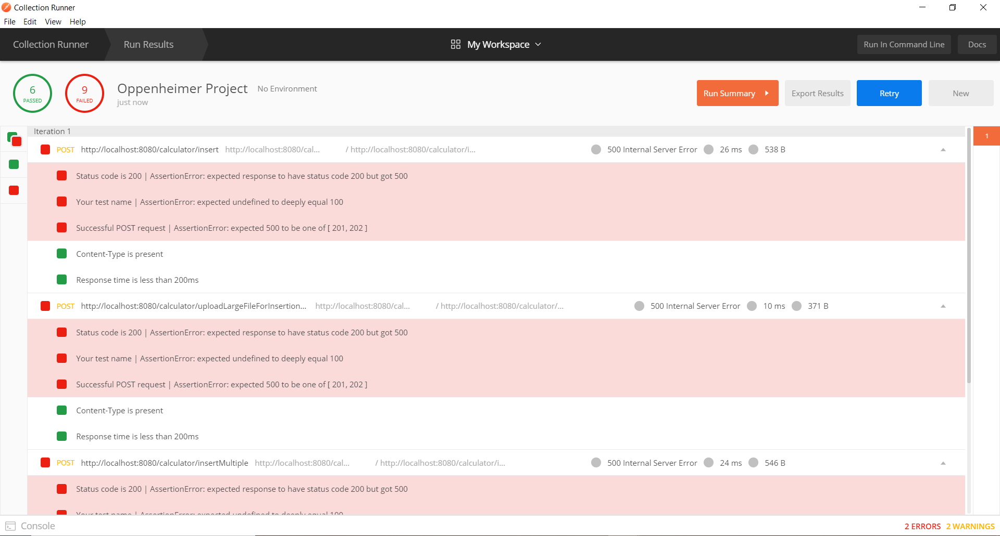 Collection Runner
File Edit View Help
Collection Runner Run Results My Workspace Run In Command Line Docs
6 PASSED 9 FAILED Oppenheimer Project No Environment
just now
Run Summary Export Results Retry New
Iteration 1
1
POST http://localhost:8080/calculator/insert http://localhost:8080/cal... / http://localhost:8080/calculator/i... 500 Internal Server Error 26 ms 538 B
Status code is 200 | AssertionError: expected response to have status code 200 but got 500
Your test name | AssertionError: expected undefined to deeply equal 100
Successful POST request | AssertionError: expected 500 to be one of [ 201, 202 ]
Content-Type is present
Response time is less than 200ms
POST http://localhost:8080/calculator/uploadLargeFileForInsertion... http://localhost:8080/cal... / http://localhost:8080/calculator/... 500 Internal Server Error 10 ms 371 B
Status code is 200 | AssertionError: expected response to have status code 200 but got 500
Your test name | AssertionError: expected undefined to deeply equal 100
Successful POST request | AssertionError: expected 500 to be one of [ 201, 202 ]
Content-Type is present
Response time is less than 200ms
POST http://localhost:8080/calculator/insertMultiple http://localhost:8080/cal... / http://localhost:8080/calculator/i... 500 Internal Server Error 24 ms 546 B
Status code is 200 | AssertionError: expected response to have status code 200 but got 500
Your test name | AssertionError: expected undefined to deeply equal 100
Console 2 ERRORS 2 WARNINGS